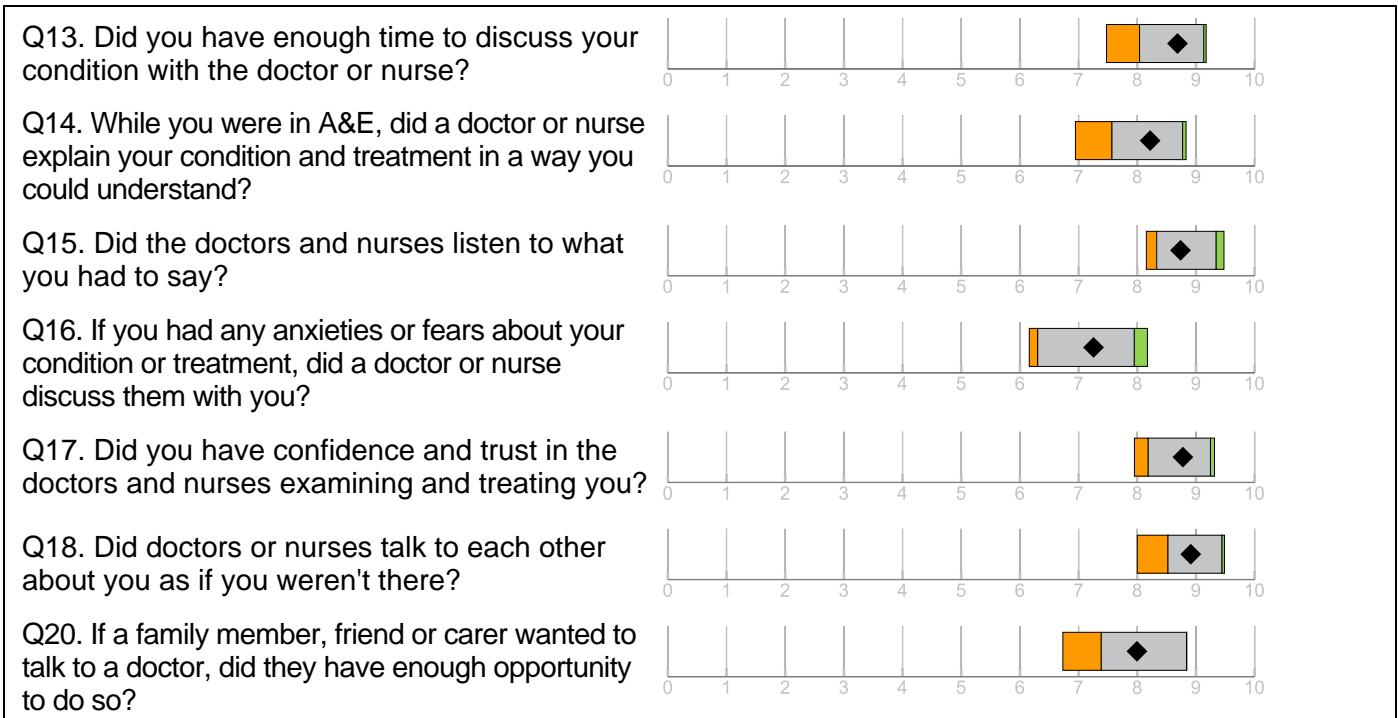 Q13. Did you have enough time to discuss your
condition with the doctor or nurse?
0 1 2 3 4 5 6 7 8 9 10
Q14. While you were in A&E, did a doctor or nurse
explain your condition and treatment in a way you
could understand?
0 1 2 3 4 5 6 7 8 9 10
Q15. Did the doctors and nurses listen to what
you had to say?
0 1 2 3 4 5 6 7 8 9 10
Q16. If you had any anxieties or fears about your
condition or treatment, did a doctor or nurse
discuss them with you?
0 1 2 3 4 5 6 7 8 9 10
Q17. Did you have confidence and trust in the
doctors and nurses examining and treating you?
0 1 2 3 4 5 6 7 8 9 10
Q18. Did doctors or nurses talk to each other
about you as if you weren't there?
0 1 2 3 4 5 6 7 8 9 10
Q20. If a family member, friend or carer wanted to
talk to a doctor, did they have enough opportunity
to do so?
0 1 2 3 4 5 6 7 8 9 10